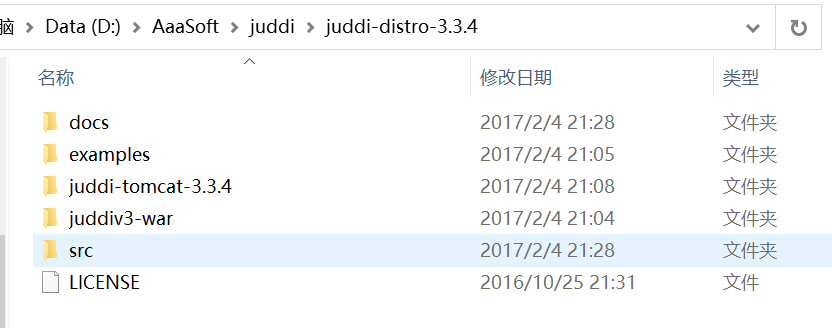 脑 > Data (D:) > AaaSoft > juddi > juddi-distro-3.3.4
名称 修改日期 类型
docs 2017/2/4 21:28 文件夹
examples 2017/2/4 21:05 文件夹
juddi-tomcat-3.3.4 2017/2/4 21:08 文件夹
juddiv3-war 2017/2/4 21:04 文件夹
src 2017/2/4 21:28 文件夹
LICENSE 2016/10/25 21:31 文件